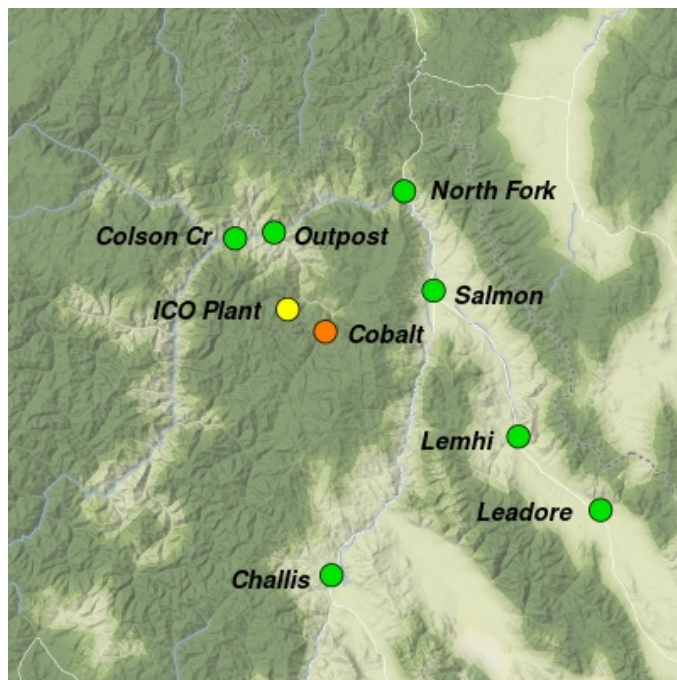 North Fork
Colson Cr
Outpost
Salmon
ICO Plant
Cobalt
Lemhi
Leadore
Challis